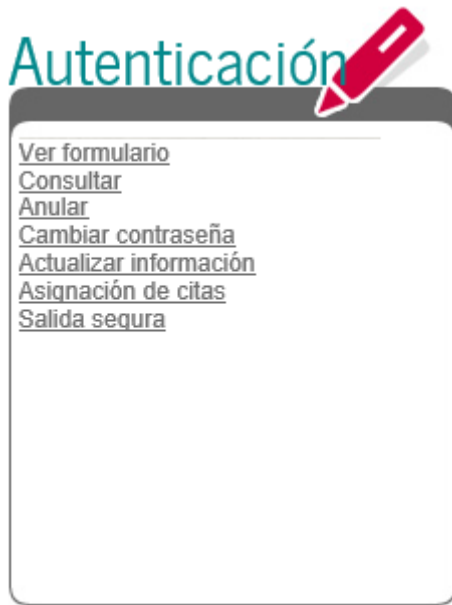 Autenticación
Ver formulario
Consultar
Anular
Cambiar contraseña
Actualizar información
Asignación de citas
Salida segura